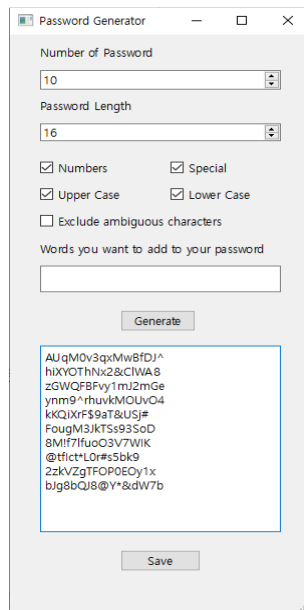 Password Generator
Number of Password
10
Password Length
16
Numbers
Special
Upper Case
Lower Case
Exclude ambiguous characters
Words you want to add to your password
Generate
AUqM0v3qxMwBfDJ^
hiXYOThNx2&ClWA8
zGWQFBFvy1mJ2mGe
ynm9^rhuvkMOUvO4
kKQiXrF$9aT&USj#
FougM3JkTSs93SoD
8M!f7lfuoO3V7WIK
@tfIct*L0r#s5bk9
2zkVZgTFOP0EOy1x
bJg8bQJ8@Y*&dW7b
Save